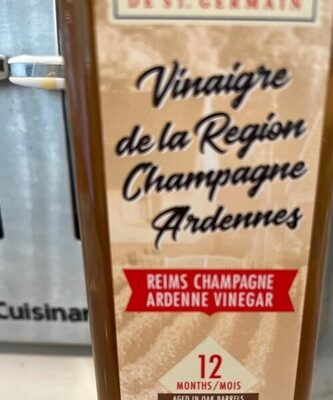 DE ST. GERMAIN
Vinaigre
de la Region
Champagne
Ardennes
REIMS CHAMPAGNE
ARDENNE VINEGAR
12
MONTHS/MOIS
AGED IN OAK BARRELS
Cuisinar